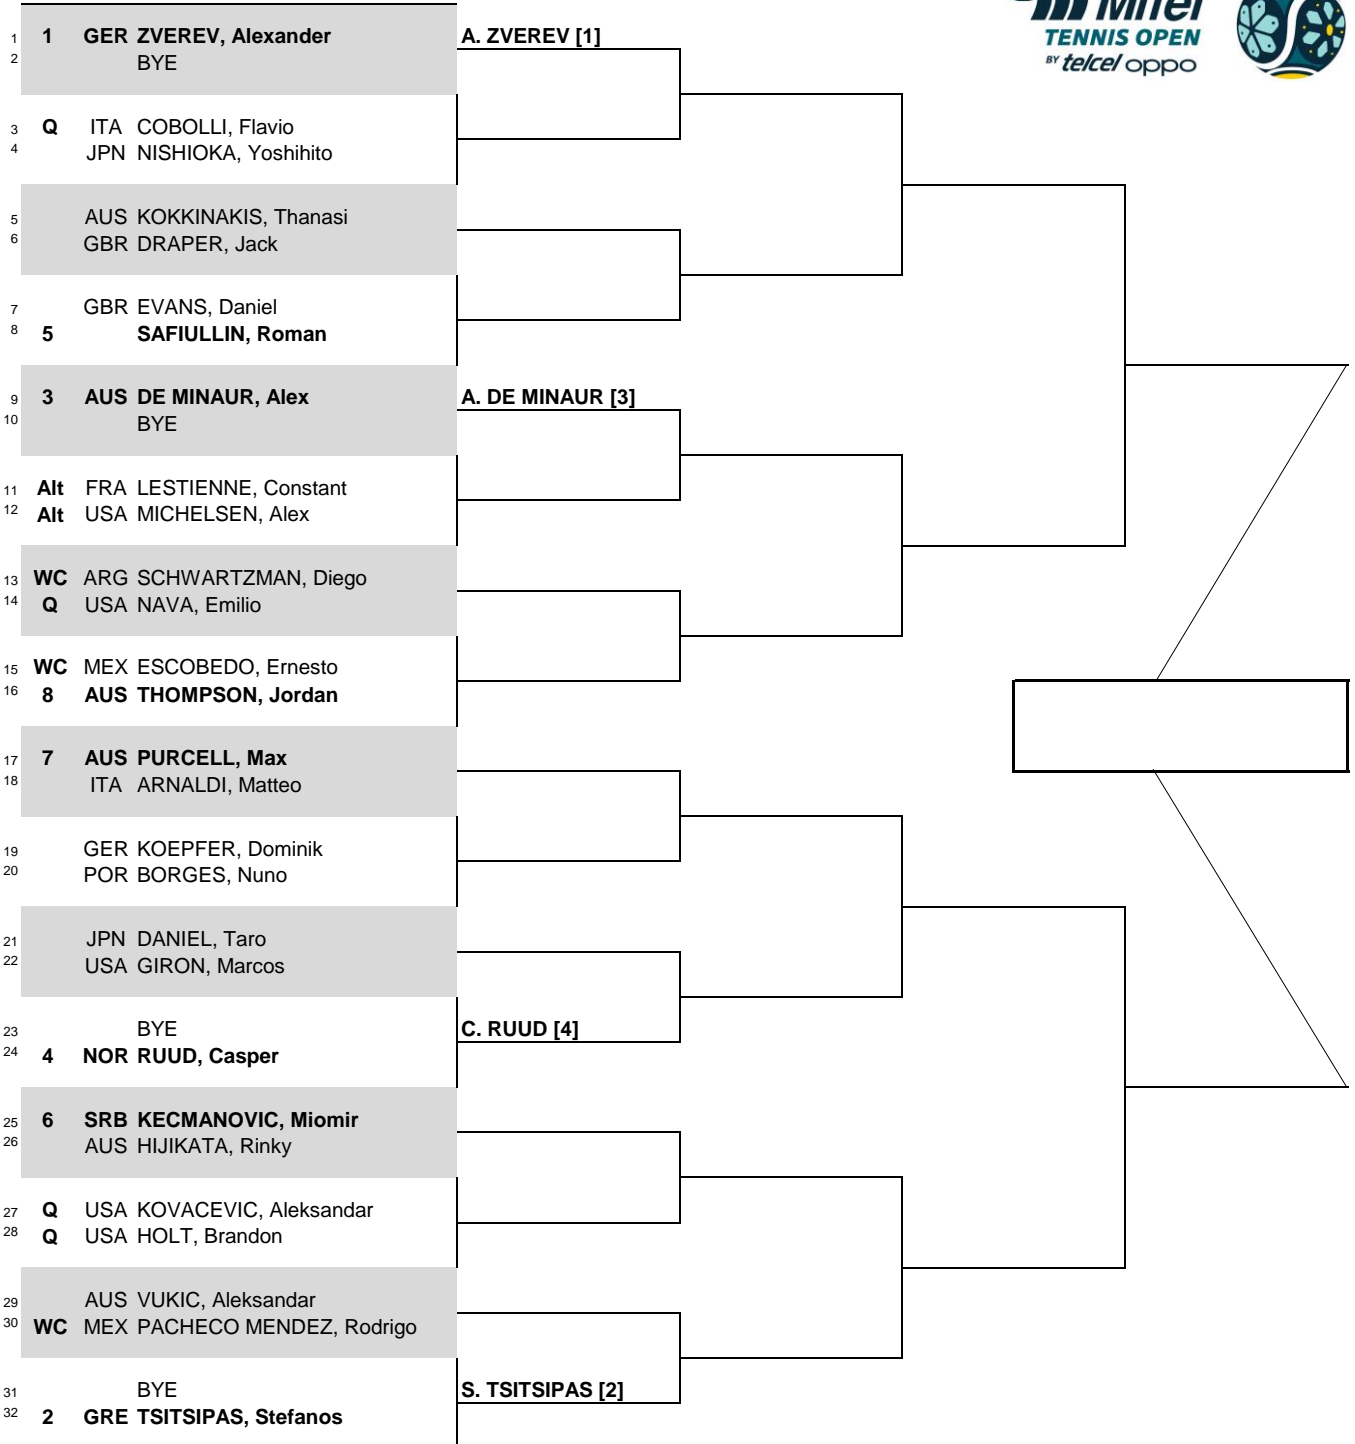 Mifel
TENNIS OPEN
BY telcel oppo
1 1 GER ZVEREV, Alexander A. ZVEREV [1]
2 BYE
3 Q ITA COBOLLI, Flavio
4 JPN NISHIOKA, Yoshihito
5 AUS KOKKINAKIS, Thanasi
6 GBR DRAPER, Jack
7 GBR EVANS, Daniel
8 5 SAFIULLIN, Roman
9 3 AUS DE MINAUR, Alex A. DE MINAUR [3]
10 BYE
11 Alt FRA LESTIENNE, Constant
12 Alt USA MICHELSEN, Alex
13 WC ARG SCHWARTZMAN, Diego
14 Q USA NAVA, Emilio
15 WC MEX ESCOBEDO, Ernesto
16 8 AUS THOMPSON, Jordan
17 7 AUS PURCELL, Max
18 ITA ARNALDI, Matteo
19 GER KOEPFER, Dominik
20 POR BORGES, Nuno
21 JPN DANIEL, Taro
22 USA GIRON, Marcos
23 BYE C. RUUD [4]
24 4 NOR RUUD, Casper
25 6 SRB KECMANOVIC, Miomir
26 AUS HIJIKATA, Rinky
27 Q USA KOVACEVIC, Aleksandar
28 Q USA HOLT, Brandon
29 AUS VUKIC, Aleksandar
30 WC MEX PACHECO MENDEZ, Rodrigo
31 BYE S. TSITSIPAS [2]
32 2 GRE TSITSIPAS, Stefanos